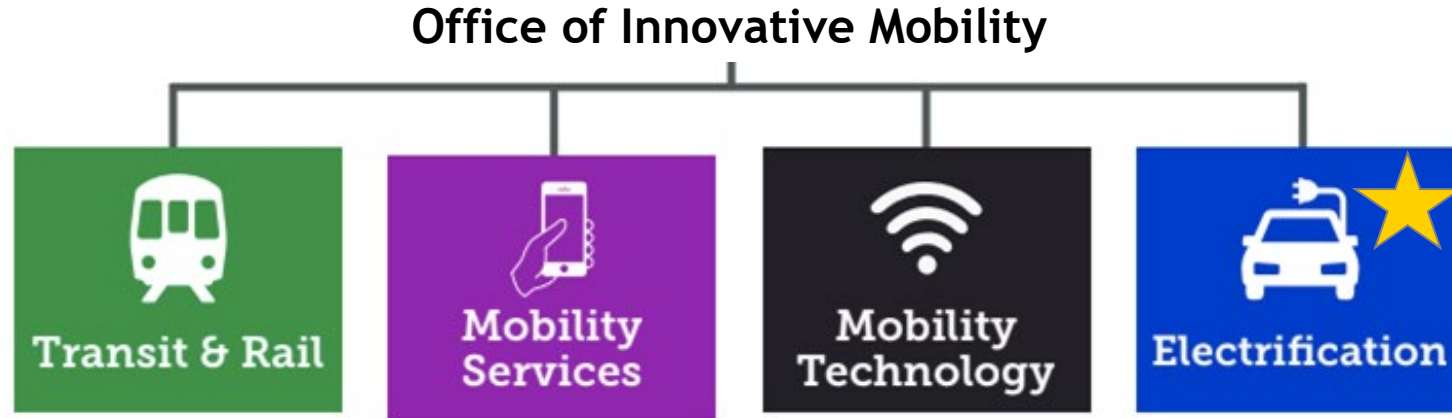 Office of Innovative Mobility
Transit & Rail
Mobility
Services
Mobility
Technology
Electrification